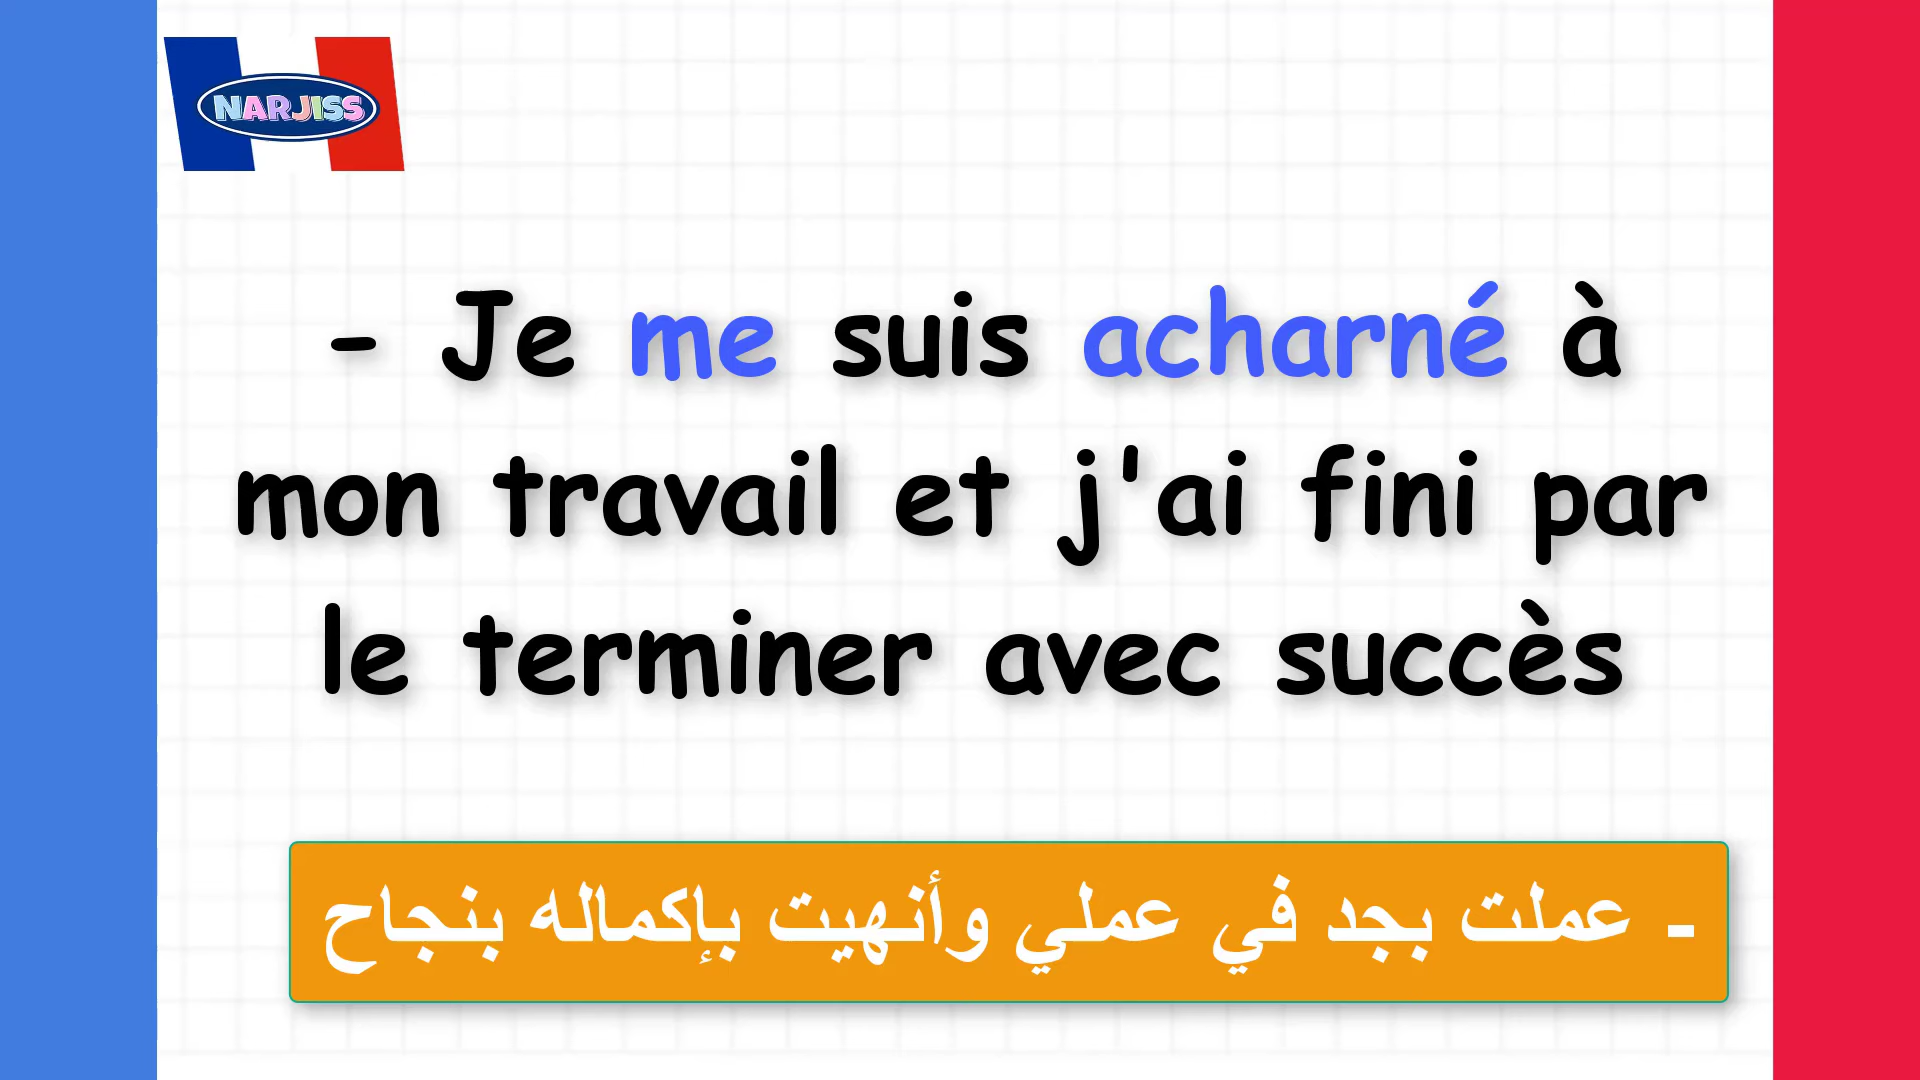 NARJISS
- Je me suis acharné à
mon travail et j'ai fini par
le terminer avec succès
- عملت بجد في عملي وأنهيت بإكماله بنجاح